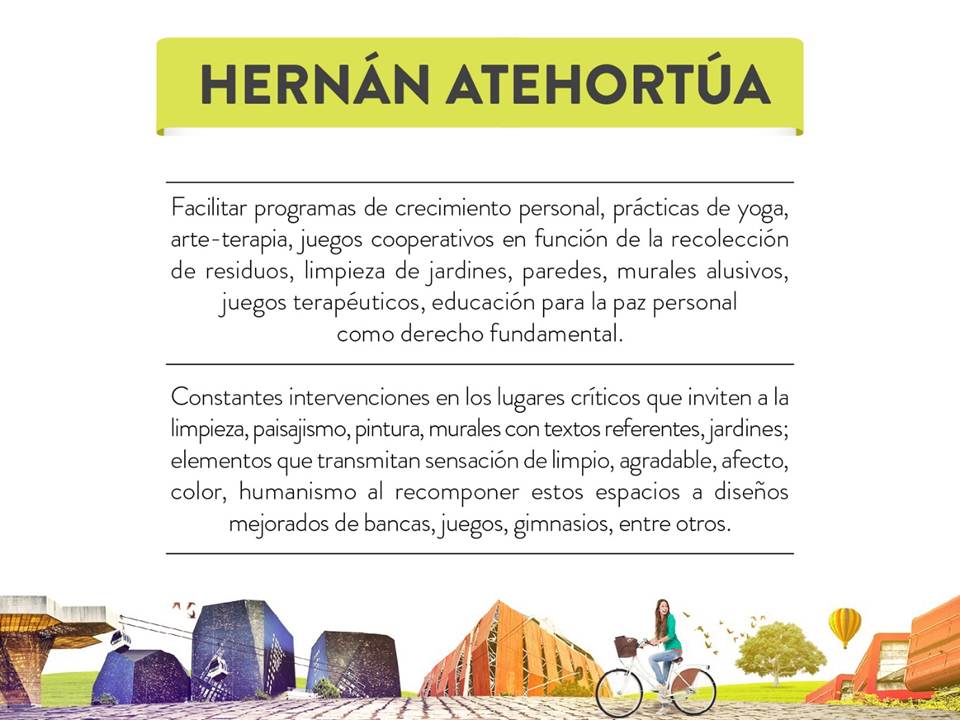 HERNÁN ATEHORTÚA
Facilitar programas de crecimiento personal, prácticas de yoga,
arte-terapia, juegos cooperativos en función de la recolección
de residuos, limpieza de jardines, paredes, murales alusivos,
juegos terapéuticos, educación para la paz personal
como derecho fundamental.
Constantes intervenciones en los lugares críticos que inviten a la
limpieza, paisajismo, pintura, murales con textos referentes, jardines;
elementos que transmitan sensación de limpio, agradable, afecto,
color, humanismo al recomponer estos espacios a diseños
mejorados de bancas, juegos, gimnasios, entre otros.